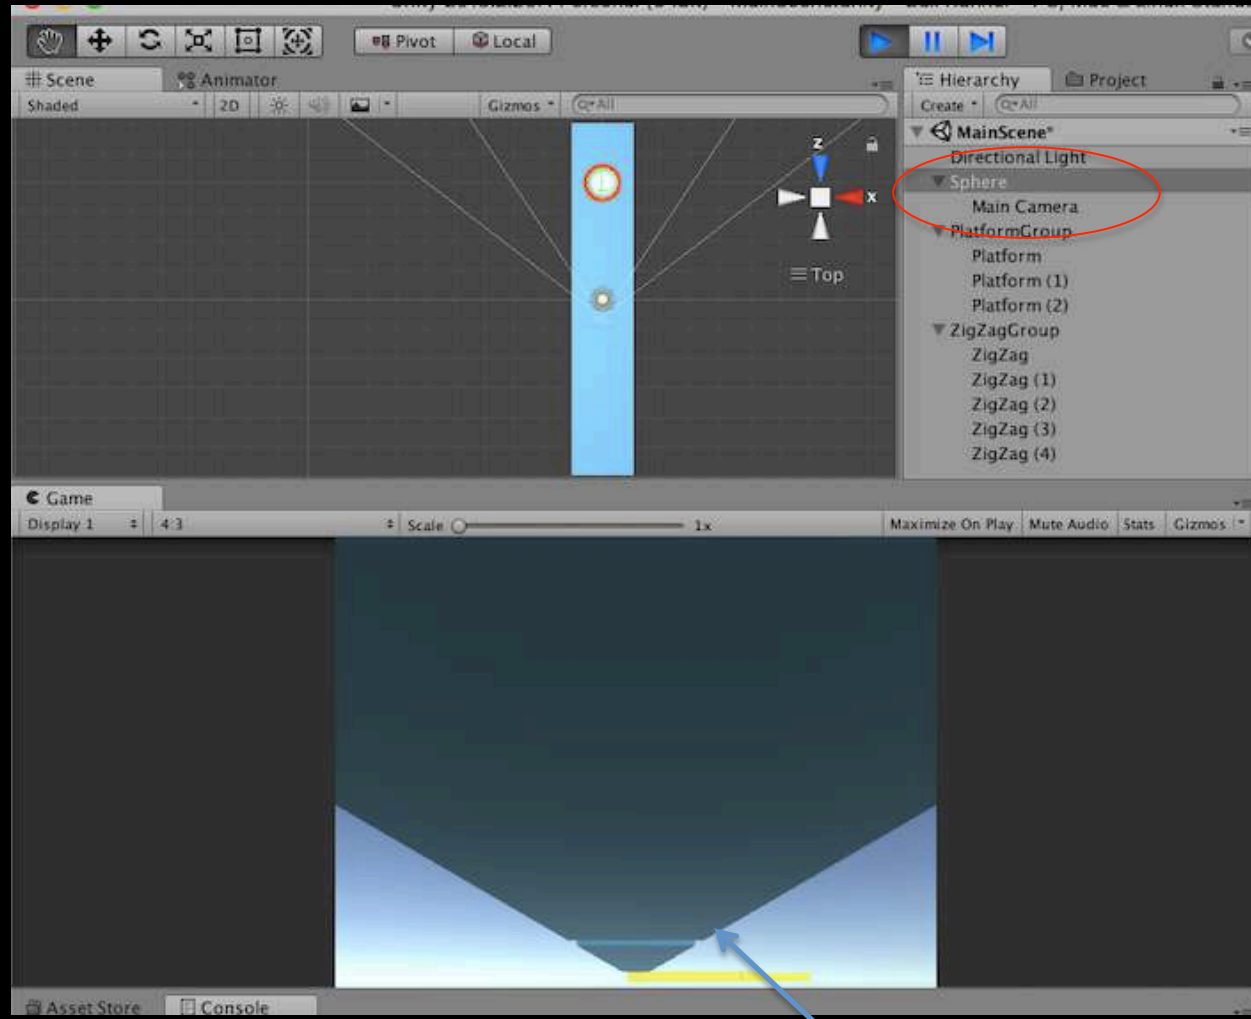 Pivot Local
Scene Animator
Shaded 2D Gizmos All
z
x
Top
Hierarchy Project
Create All
MainScene*
Directional Light
Sphere
Main Camera
PlatformGroup
Platform
Platform (1)
Platform (2)
ZigZagGroup
ZigZag
ZigZag (1)
ZigZag (2)
ZigZag (3)
ZigZag (4)
Game
Display 1 4:3 Scale 1x Maximize On Play Mute Audio Stats Gizmos
Asset Store Console